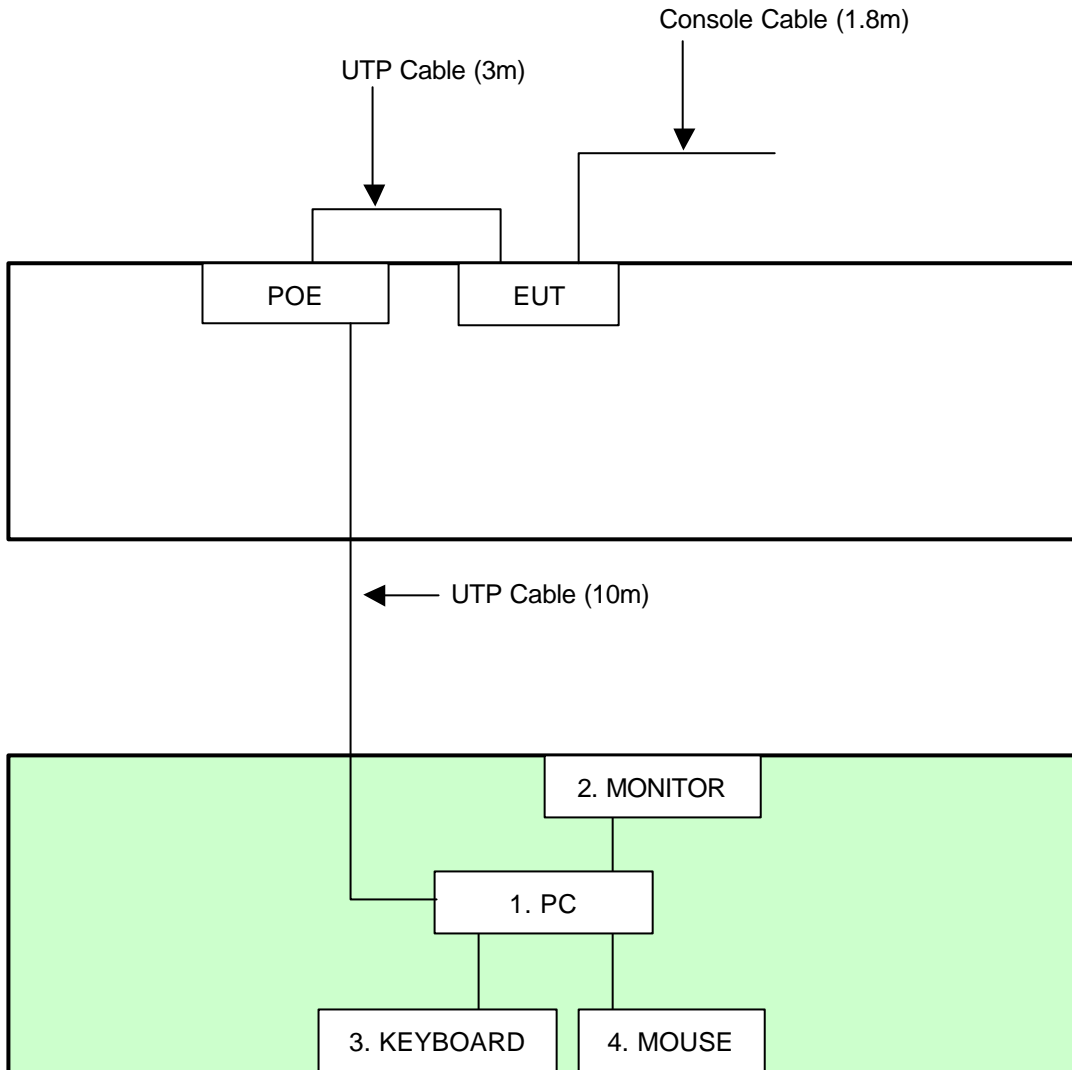 Console Cable (1.8m)
UTP Cable (3m)
POE
EUT
UTP Cable (10m)
2. MONITOR
1. PC
3. KEYBOARD
4. MOUSE